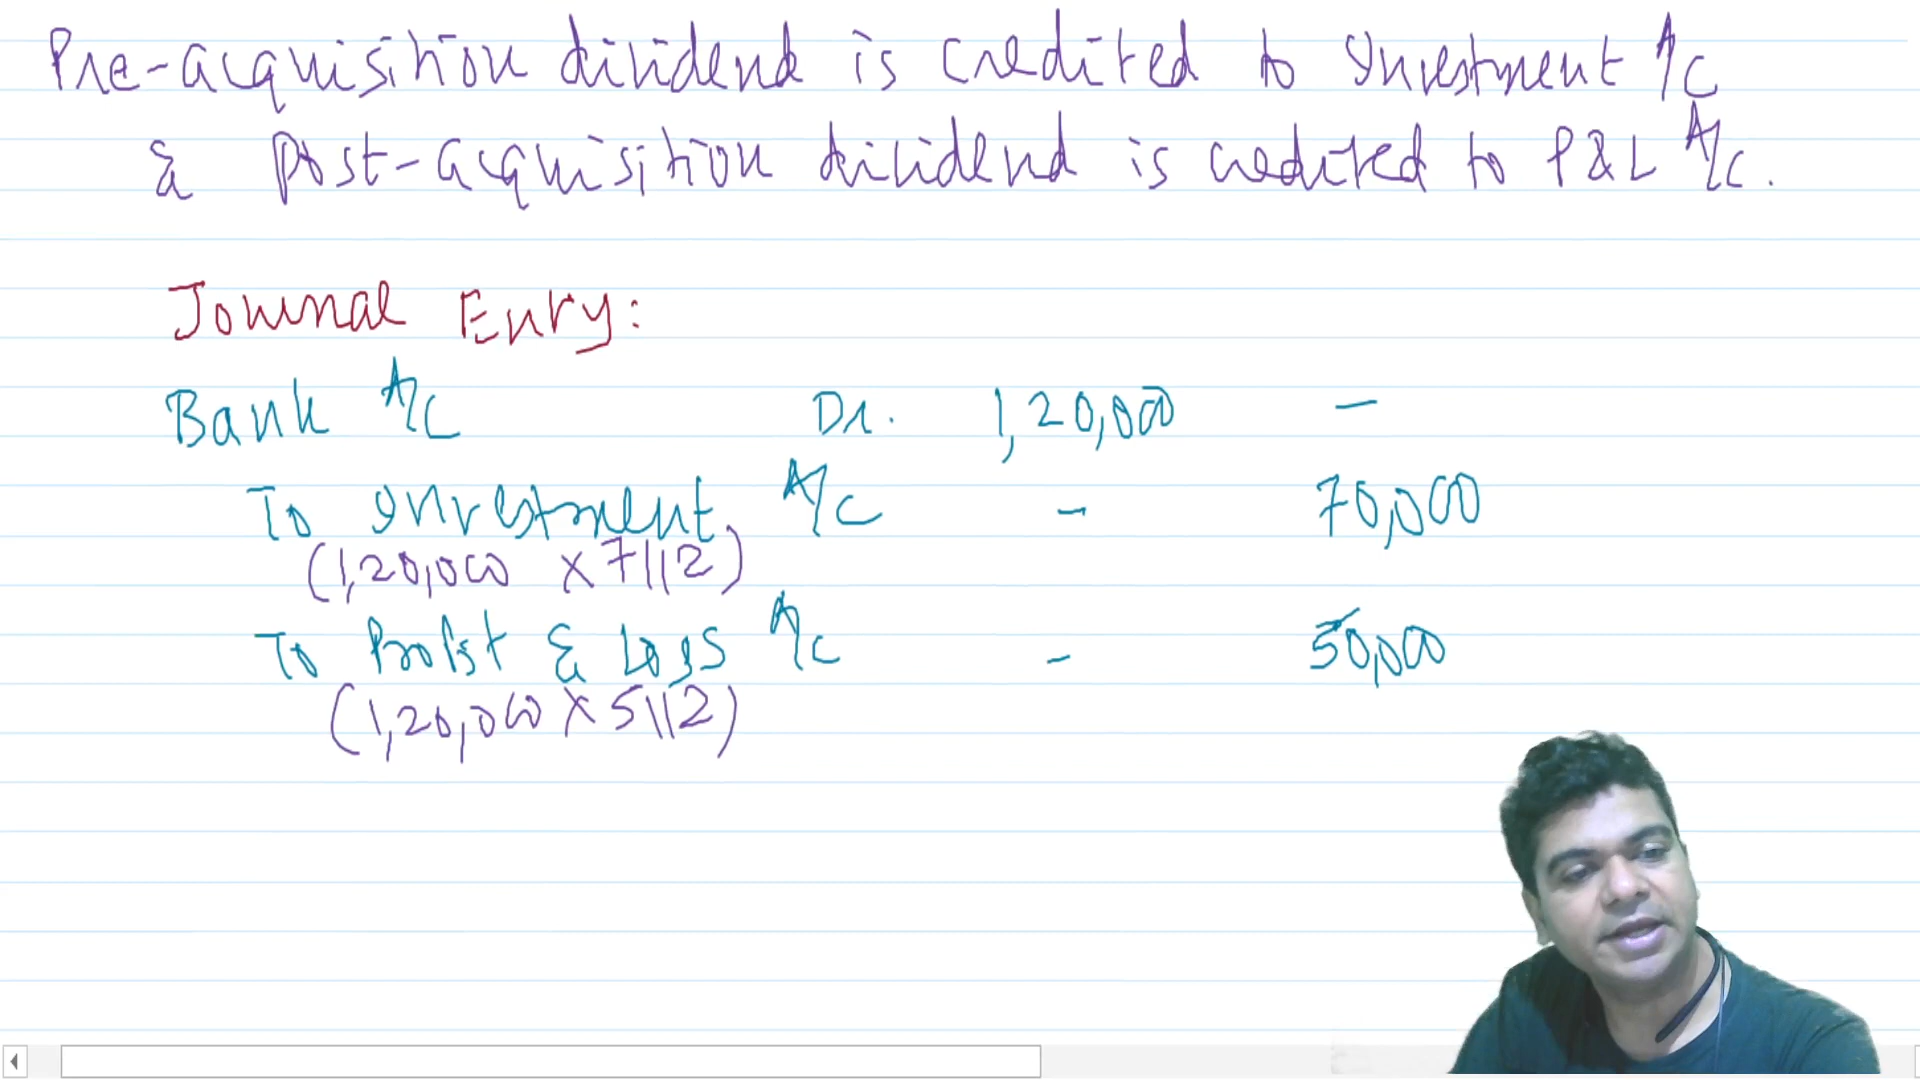 Pre-acquisition dividend is credited to Investment A/c
& Post-acquisition dividend is credited to P&L A/c.
Journal Entry:
Bank A/c Dr. 1,20,000 -
To Investment A/c - 70,000
(1,20,000 x 7/12)
To Profit & Loss A/c - 50,000
(1,20,000 x 5/12)